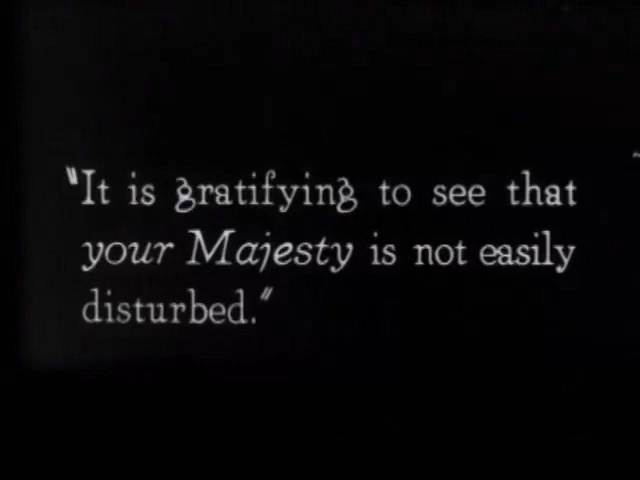 "It is gratifying to see that
your Majesty is not easily
disturbed."